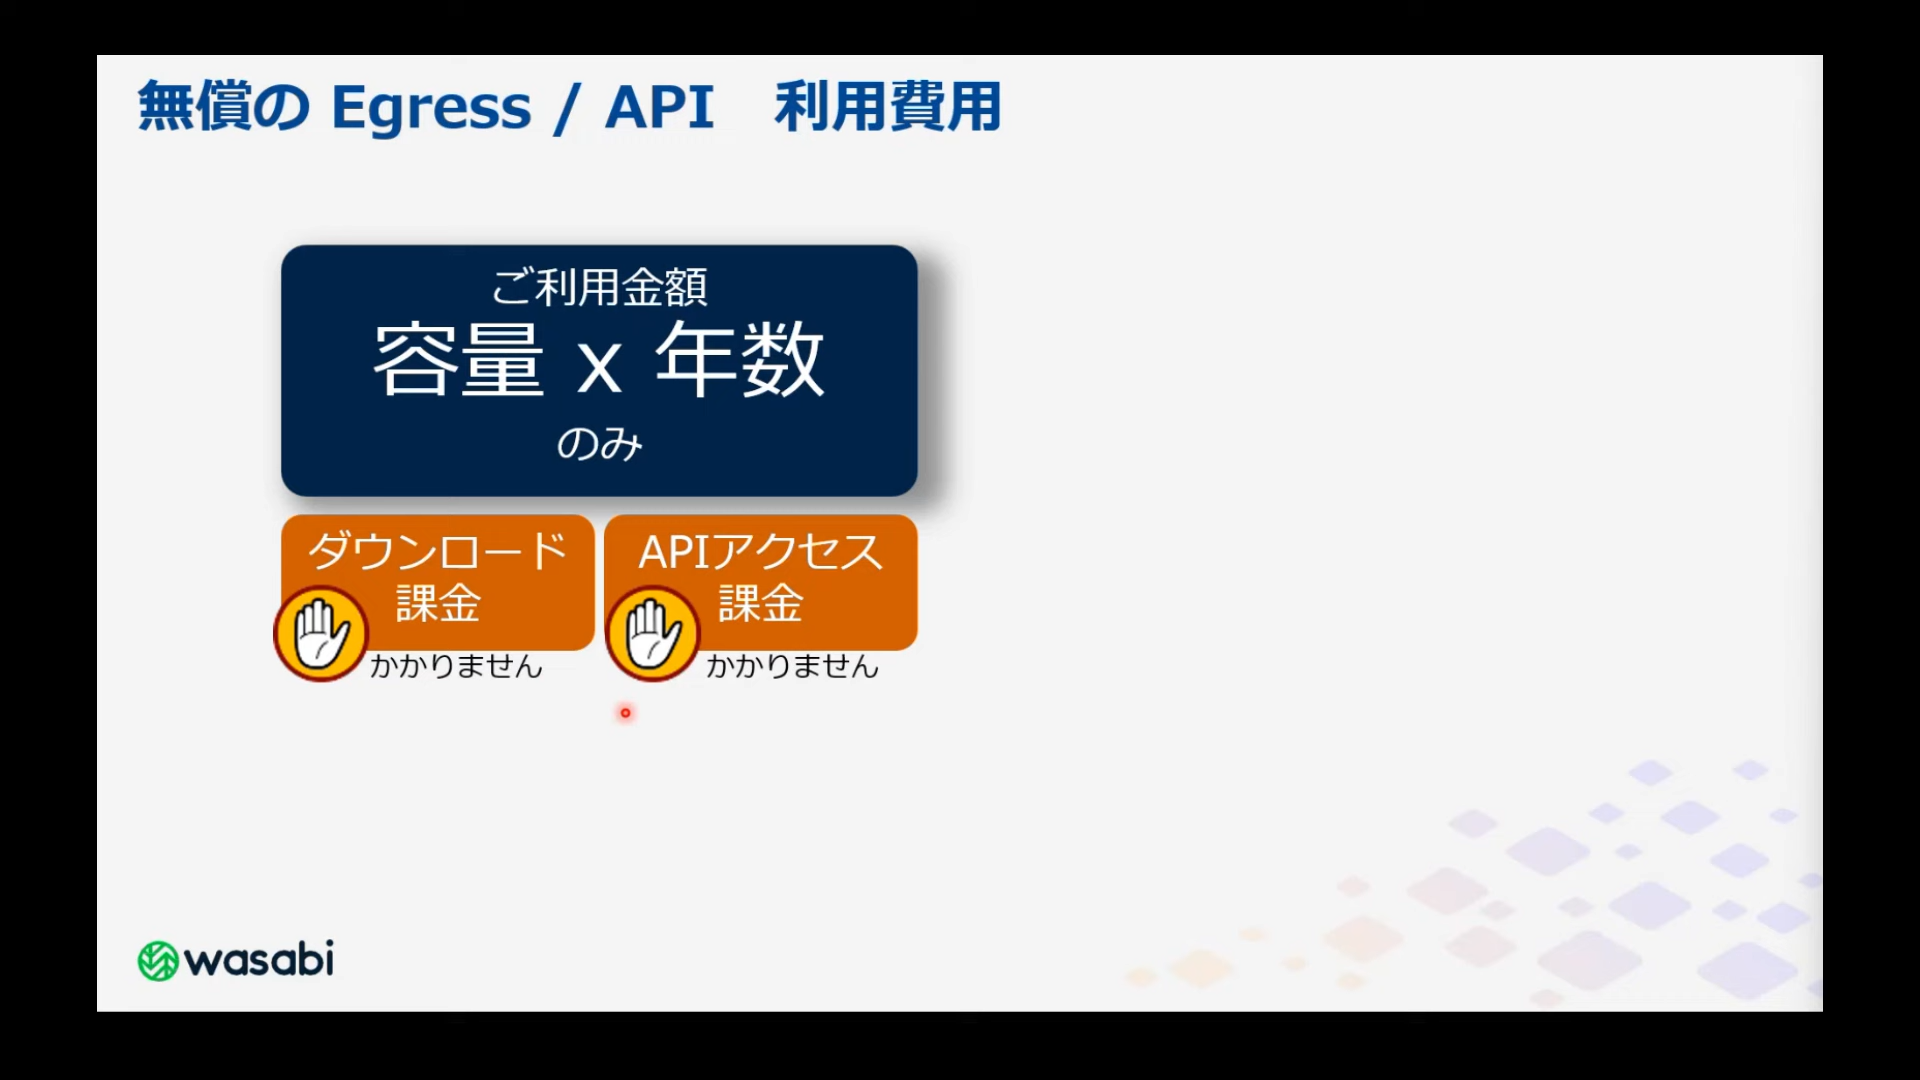 無償の Egress / API　利用費用
ご利用金額
容量 x 年数
のみ
ダウンロード
課金
かかりません
APIアクセス
課金
かかりません
wasabi